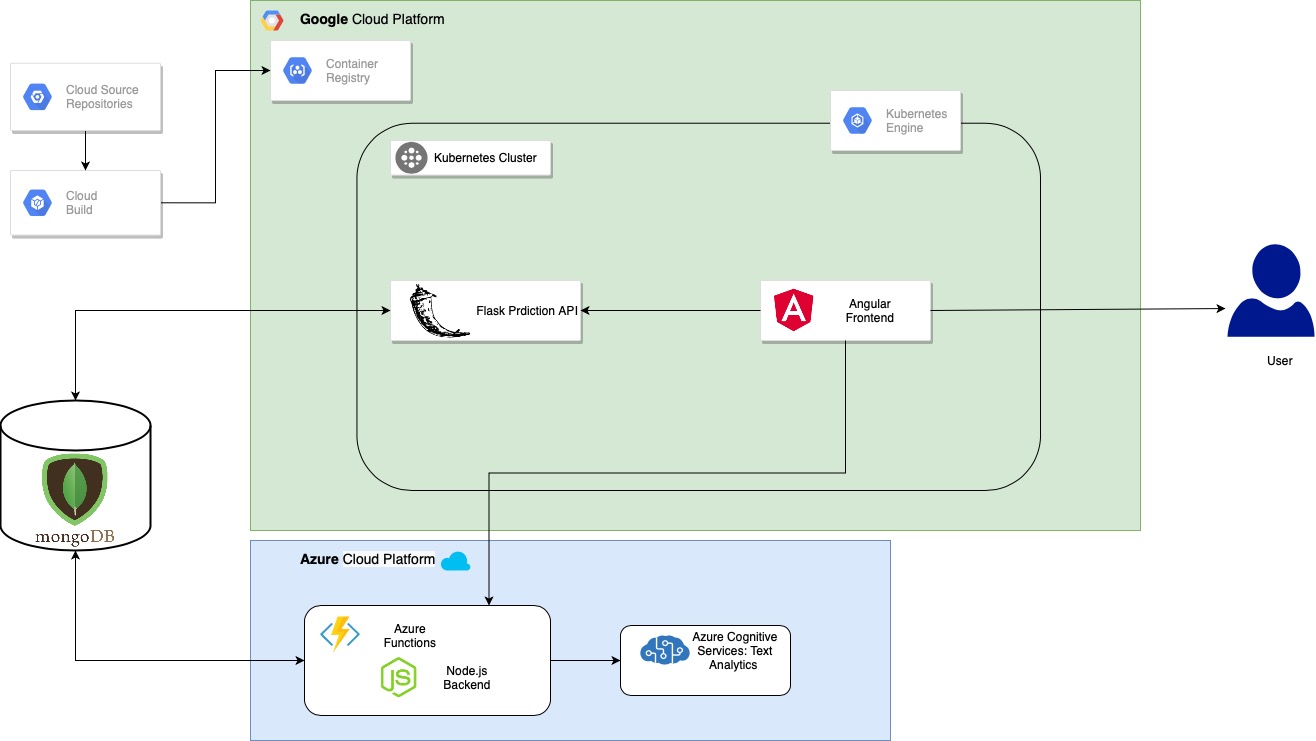 Google Cloud Platform
Container
Registry
Cloud Source
Repositories
Kubernetes
Engine
Kubernetes Cluster
Cloud
Build
Flask Prdiction API
Angular
Frontend
User
mongoDB
Azure Cloud Platform
Azure
Functions
Node.js
Backend
JS
Azure Cognitive
Services: Text
Analytics
A